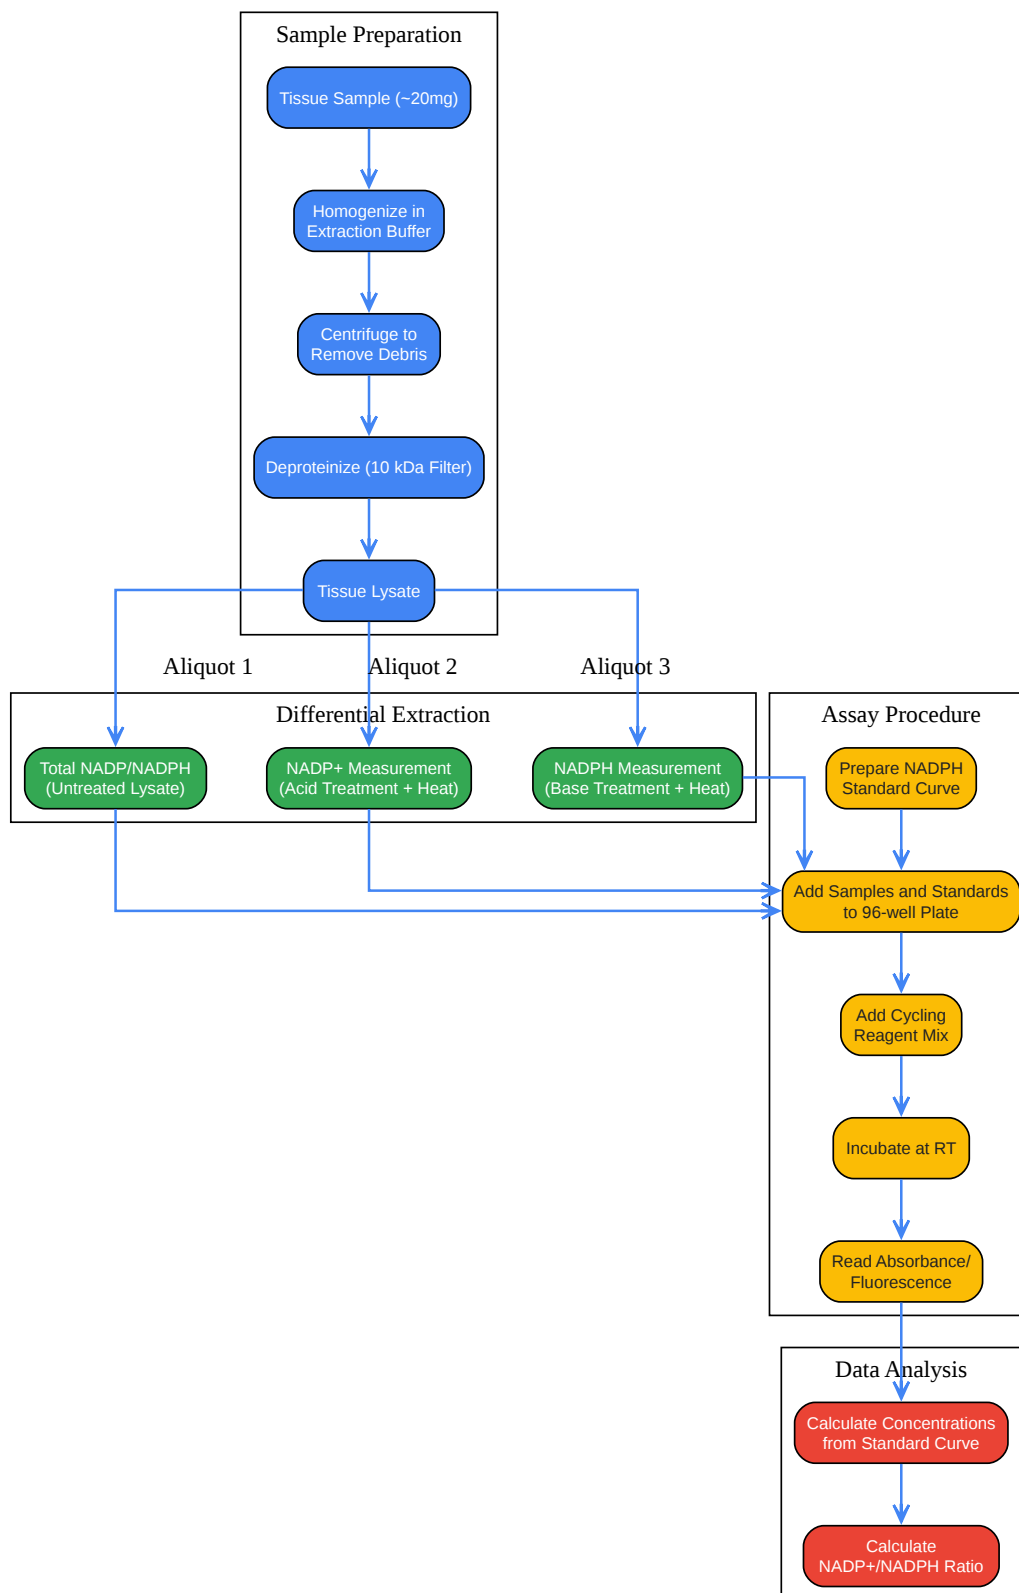 Sample Preparation
Tissue Sample (~20mg)
Homogenize in
Extraction Buffer
Centrifuge to
Remove Debris
Deproteinize (10 kDa Filter)
Tissue Lysate
Aliquot 1
Aliquot 2
Aliquot 3
Differential Extraction
Total NADP/NADPH
(Untreated Lysate)
NADP+ Measurement
(Acid Treatment + Heat)
NADPH Measurement
(Base Treatment + Heat)
Assay Procedure
Prepare NADPH
Standard Curve
Add Samples and Standards
to 96-well Plate
Add Cycling
Reagent Mix
Incubate at RT
Read Absorbance/
Fluorescence
Data Analysis
Calculate Concentrations
from Standard Curve
Calculate
NADP+/NADPH Ratio